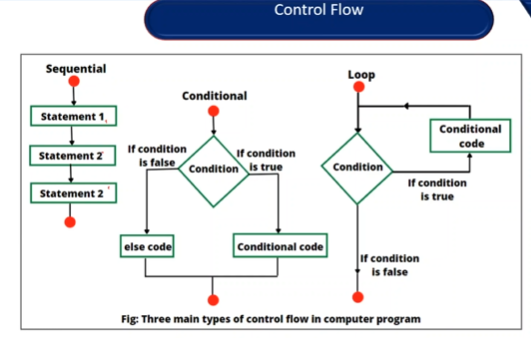 Control Flow
Sequential
Statement 1
Statement 2
Statement 2
Conditional
If condition
is false
Condition
If condition
is true
else code
Conditional code
Loop
Condition
Conditional
code
If condition
is true
If condition
is false
Fig: Three main types of control flow in computer program